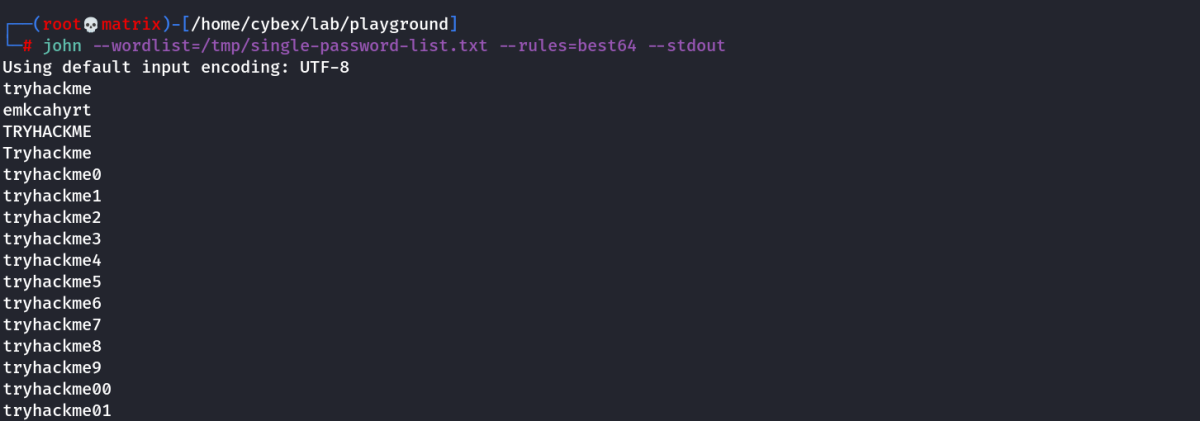 ┌──(root💀matrix)-[/home/cybex/lab/playground]
└─# john --wordlist=/tmp/single-password-list.txt --rules=best64 --stdout
Using default input encoding: UTF-8
tryhackme
emkcahyrt
TRYHACKME
Tryhackme
tryhackme0
tryhackme1
tryhackme2
tryhackme3
tryhackme4
tryhackme5
tryhackme6
tryhackme7
tryhackme8
tryhackme9
tryhackme00
tryhackme01